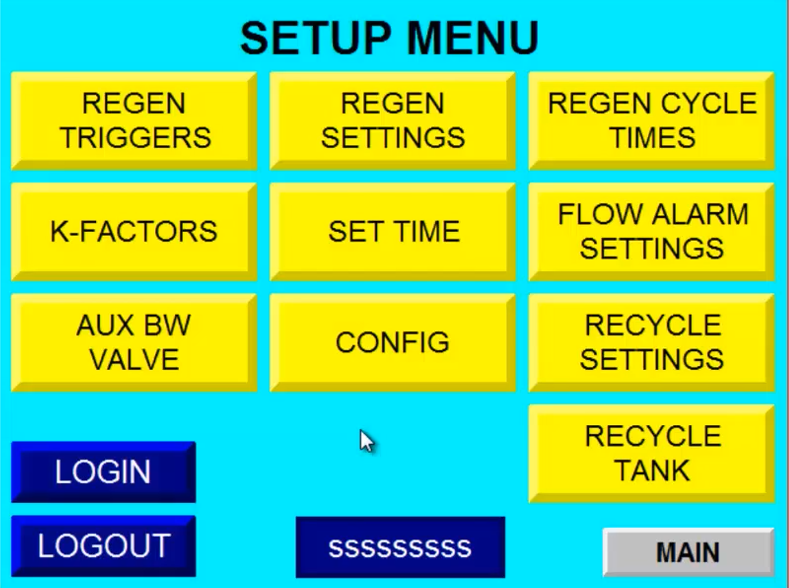 SETUP MENU
REGEN
TRIGGERS
REGEN
SETTINGS
REGEN CYCLE
TIMES
K-FACTORS
SET TIME
FLOW ALARM
SETTINGS
AUX BW
VALVE
CONFIG
RECYCLE
SETTINGS
RECYCLE
TANK
LOGIN
LOGOUT
SSSSSSSSS
MAIN